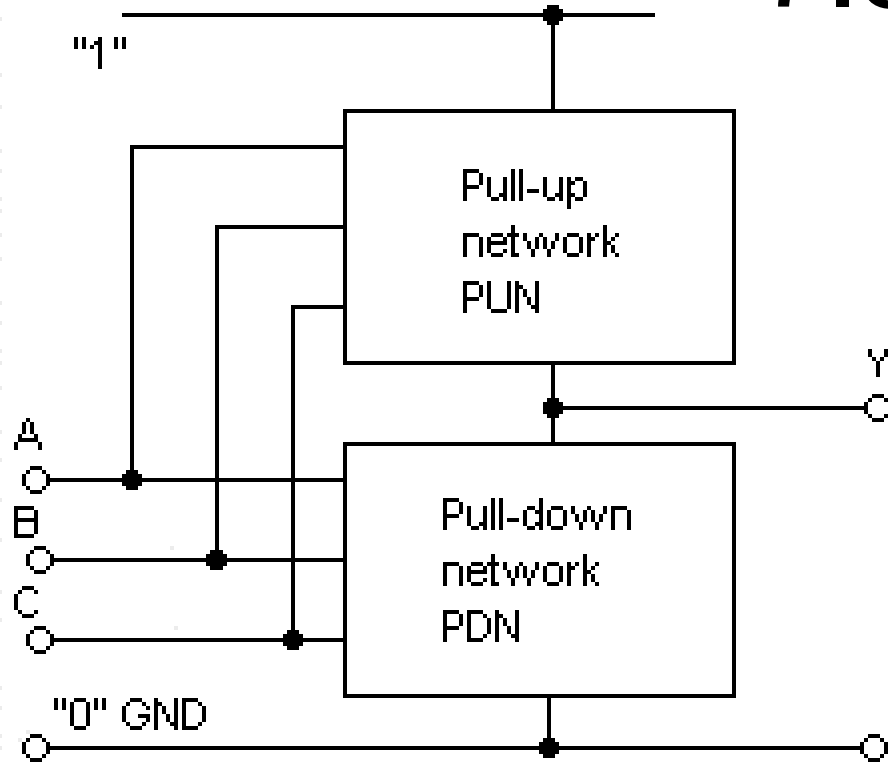 "1"
Pull-up
network
PUN
Y
A
B
C
Pull-down
network
PDN
"0" GND